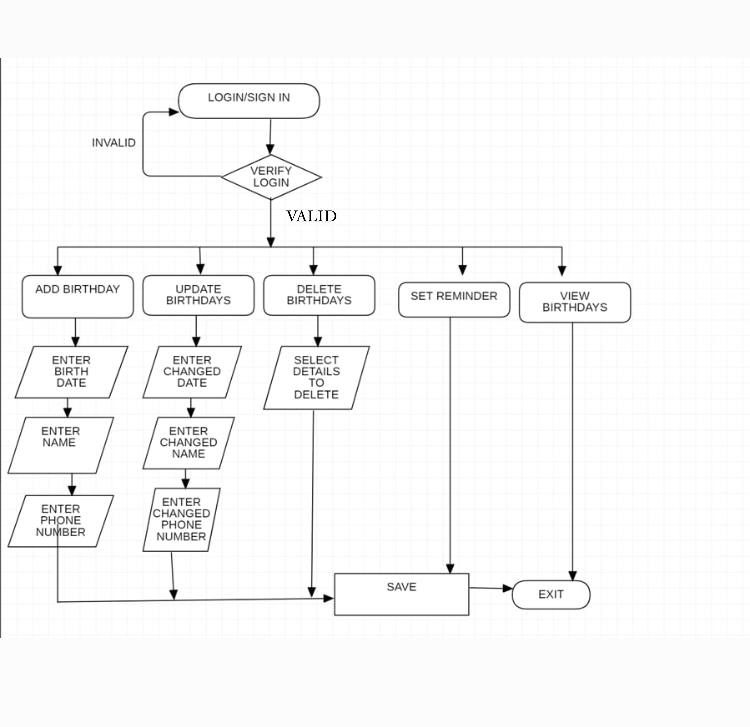 LOGIN/SIGN IN
INVALID
VERIFY
LOGIN
VALID
ADD BIRTHDAY
UPDATE
BIRTHDAYS
DELETE
BIRTHDAYS
SET REMINDER
VIEW
BIRTHDAYS
ENTER
BIRTH
DATE
ENTER
CHANGED
DATE
SELECT
DETAILS
TO
DELETE
ENTER
NAME
ENTER
CHANGED
NAME
ENTER
PHONE
NUMBER
ENTER
CHANGED
PHONE
NUMBER
SAVE
EXIT